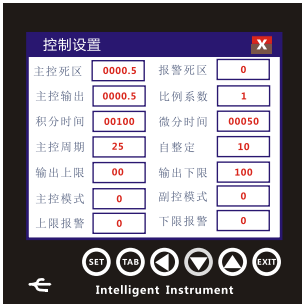 控制设置 X
主控死区 0000.5 报警死区 0
主控输出 0000.5 比例系数 1
积分时间 00100 微分时间 00050
主控周期 25 自整定 10
输出上限 00 输出下限 100
主控模式 0 副控模式 0
上限报警 0 下限报警 0
SET TAB EXIT
Intelligent Instrument